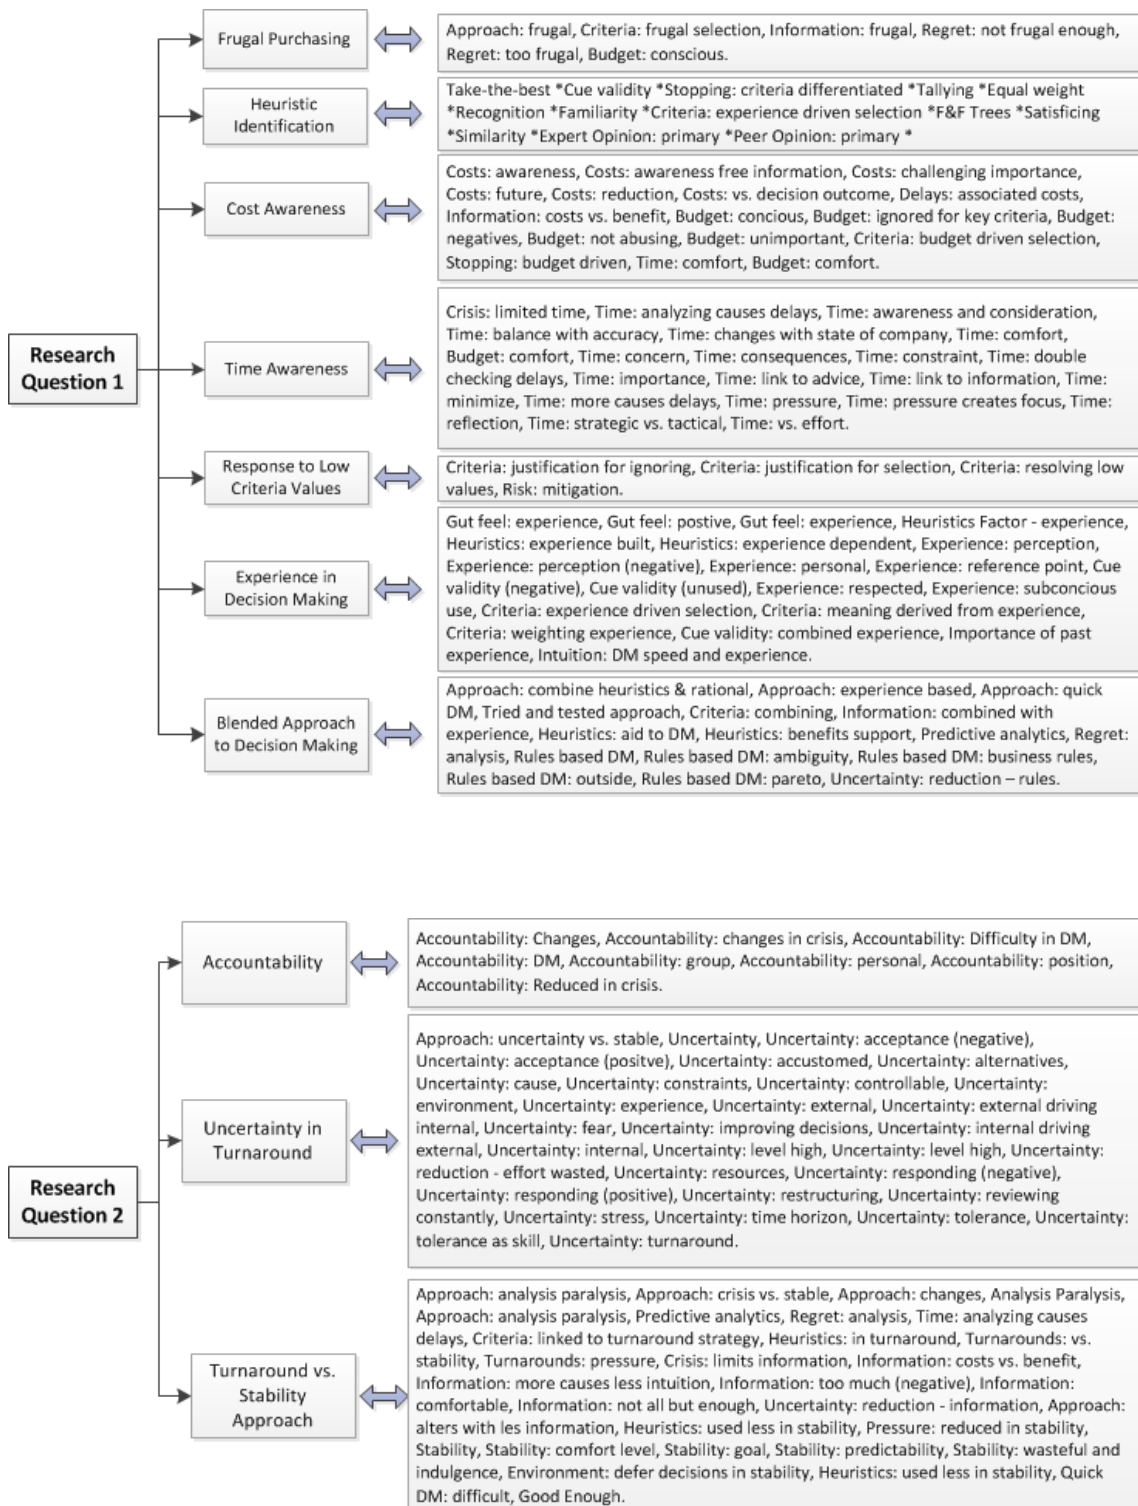 Frugal Purchasing
Approach: frugal, Criteria: frugal selection, Information: frugal, Regret: not frugal enough,
Regret: too frugal, Budget: conscious.
Heuristic
Identification
Take-the-best *Cue validity *Stopping: criteria differentiated *Tallying *Equal weight
*Recognition *Familiarity *Criteria: experience driven selection *F&F Trees *Satisficing
*Similarity *Expert Opinion: primary *Peer Opinion: primary *
Cost Awareness
Costs: awareness, Costs: awareness free information, Costs: challenging importance,
Costs: future, Costs: reduction, Costs: vs. decision outcome, Delays: associated costs,
Information: costs vs. benefit, Budget: concious, Budget: ignored for key criteria, Budget:
negatives, Budget: not abusing, Budget: unimportant, Criteria: budget driven selection,
Stopping: budget driven, Time: comfort, Budget: comfort.
Research
Question 1
Time Awareness
Crisis: limited time, Time: analyzing causes delays, Time: awareness and consideration,
Time: balance with accuracy, Time: changes with state of company, Time: comfort,
Budget: comfort, Time: concern, Time: consequences, Time: constraint, Time: double
checking delays, Time: importance, Time: link to advice, Time: link to information, Time:
minimize, Time: more causes delays, Time: pressure, Time: pressure creates focus, Time:
reflection, Time: strategic vs. tactical, Time: vs. effort.
Response to Low
Criteria Values
Criteria: justification for ignoring, Criteria: justification for selection, Criteria: resolving low
values, Risk: mitigation.
Experience in
Decision Making
Gut feel: experience, Gut feel: postive, Gut feel: experience, Heuristics Factor - experience,
Heuristics: experience built, Heuristics: experience dependent, Experience: perception,
Experience: perception (negative), Experience: personal, Experience: reference point, Cue
validity (negative), Cue validity (unused), Experience: respected, Experience: subconcious
use, Criteria: experience driven selection, Criteria: meaning derived from experience,
Criteria: weighting experience, Cue validity: combined experience, Importance of past
experience, Intuition: DM speed and experience.
Blended Approach
to Decision Making
Approach: combine heuristics & rational, Approach: experience based, Approach: quick
DM, Tried and tested approach, Criteria: combining, Information: combined with
experience, Heuristics: aid to DM, Heuristics: benefits support, Predictive analytics, Regret:
analysis, Rules based DM, Rules based DM: ambiguity, Rules based DM: business rules,
Rules based DM: outside, Rules based DM: pareto, Uncertainty: reduction – rules.
Accountability
Accountability: Changes, Accountability: changes in crisis, Accountability: Difficulty in DM,
Accountability: DM, Accountability: group, Accountability: personal, Accountability: position,
Accountability: Reduced in crisis.
Uncertainty in
Turnaround
Approach: uncertainty vs. stable, Uncertainty, Uncertainty: acceptance (negative),
Uncertainty: acceptance (positve), Uncertainty: accustomed, Uncertainty: alternatives,
Uncertainty: cause, Uncertainty: constraints, Uncertainty: controllable, Uncertainty:
environment, Uncertainty: experience, Uncertainty: external, Uncertainty: external driving
internal, Uncertainty: fear, Uncertainty: improving decisions, Uncertainty: internal driving
external, Uncertainty: internal, Uncertainty: level high, Uncertainty: level high, Uncertainty:
reduction - effort wasted, Uncertainty: resources, Uncertainty: responding (negative),
Uncertainty: responding (positive), Uncertainty: restructuring, Uncertainty: reviewing
constantly, Uncertainty: stress, Uncertainty: time horizon, Uncertainty: tolerance, Uncertainty:
tolerance as skill, Uncertainty: turnaround.
Research
Question 2
Turnaround vs.
Stability
Approach
Approach: analysis paralysis, Approach: crisis vs. stable, Approach: changes, Analysis Paralysis,
Approach: analysis paralysis, Predictive analytics, Regret: analysis, Time: analyzing causes
delays, Criteria: linked to turnaround strategy, Heuristics: in turnaround, Turnarounds: vs.
stability, Turnarounds: pressure, Crisis: limits information, Information: costs vs. benefit,
Information: more causes less intuition, Information: too much (negative), Information:
comfortable, Information: not all but enough, Uncertainty: reduction - information, Approach:
alters with les information, Heuristics: used less in stability, Pressure: reduced in stability,
Stability, Stability: comfort level, Stability: goal, Stability: predictability, Stability: wasteful and
indulgence, Environment: defer decisions in stability, Heuristics: used less in stability, Quick
DM: difficult, Good Enough.